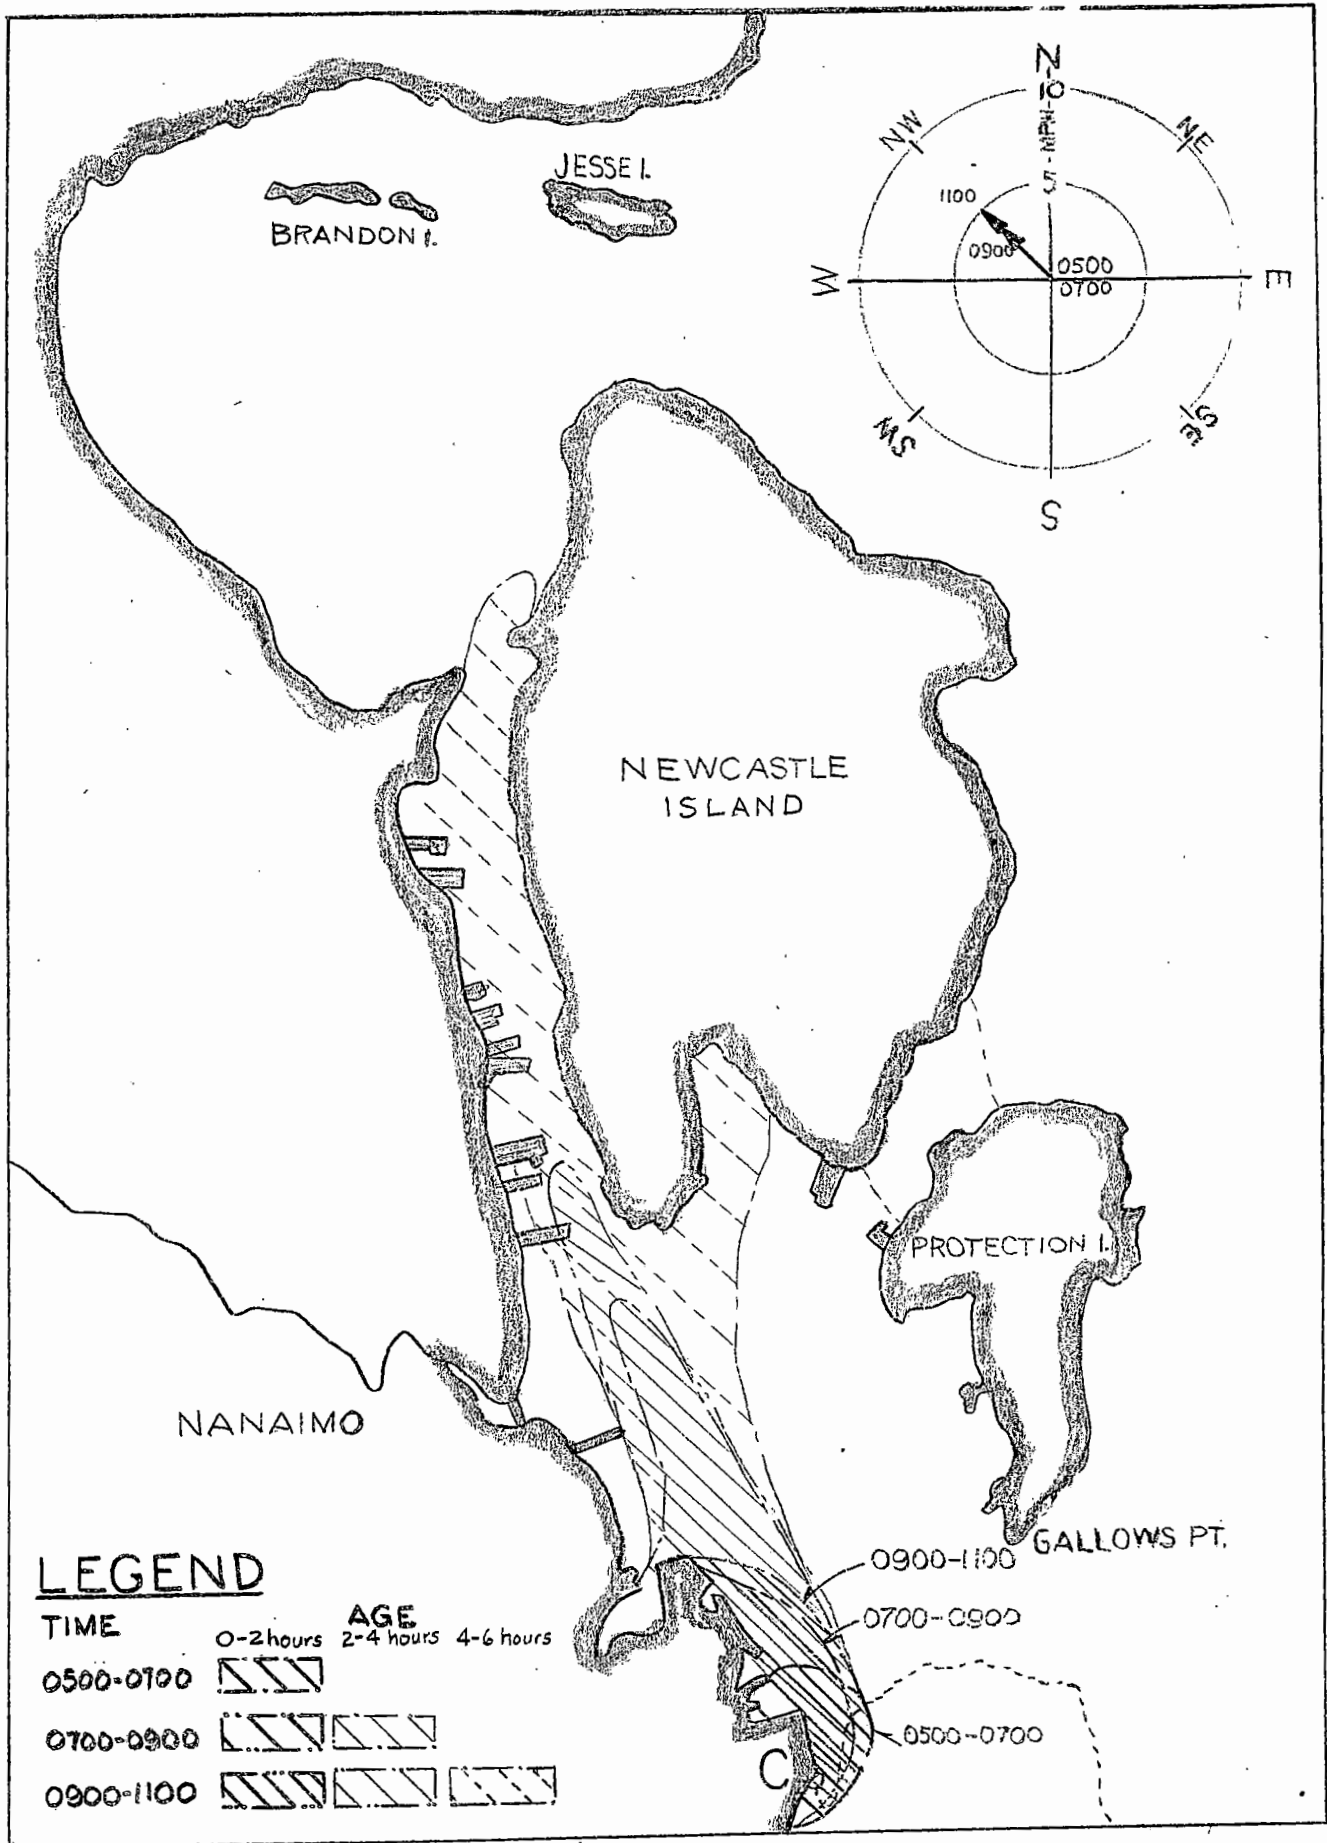 N
10
MPH
5
NW
NE
JESSE I.
BRANDON I.
1100
0900
0500
0700
W
E
SW
SE
S
NEWCASTLE
ISLAND
PROTECTION I.
NANAIMO
GALLOWS PT.
0900-1100
0700-0900
0500-0700
C
LEGEND
TIME
AGE
0-2 hours 2-4 hours 4-6 hours
0500-0700
0700-0900
0900-1100